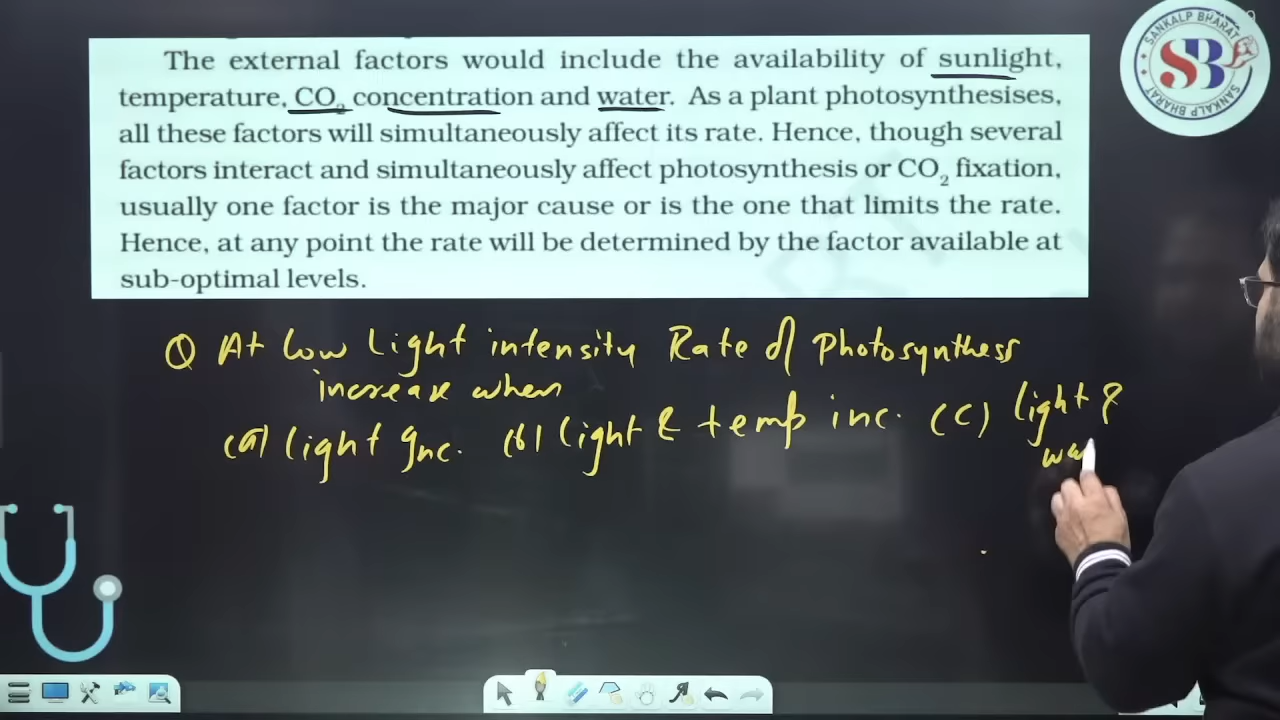 The external factors would include the availability of sunlight,
temperature, CO₂ concentration and water. As a plant photosynthesises,
all these factors will simultaneously affect its rate. Hence, though several
factors interact and simultaneously affect photosynthesis or CO₂ fixation,
usually one factor is the major cause or is the one that limits the rate.
Hence, at any point the rate will be determined by the factor available at
sub-optimal levels.
SANKALP BHARAT
SB
SANKALP BHARAT
Q At low light intensity Rate of Photosynthess
increase when
(a) light Inc. (b) light & temp inc. (c) light &